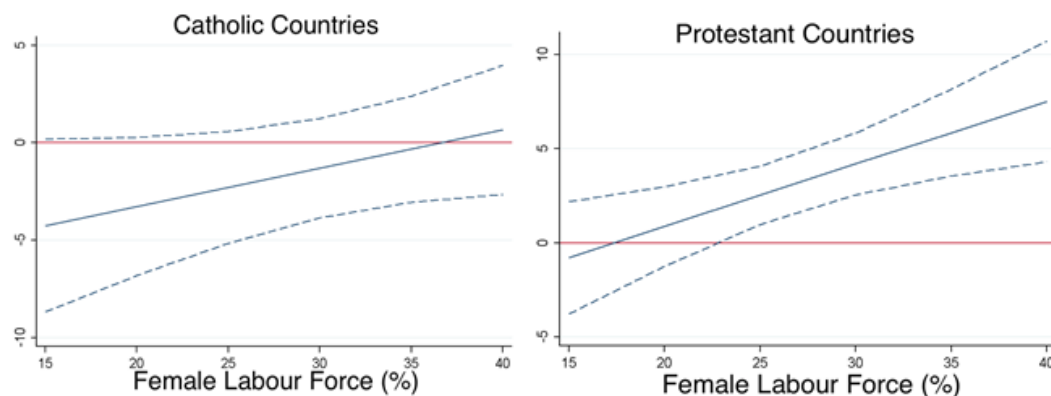 Catholic Countries
5
0
-5
-10
15 20 25 30 35 40
Female Labour Force (%)
Protestant Countries
10
5
0
-5
15 20 25 30 35 40
Female Labour Force (%)